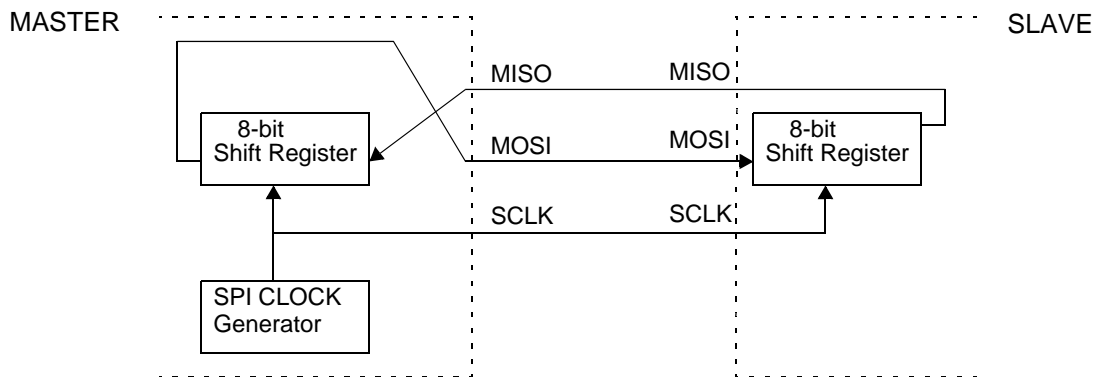 MASTER
SLAVE
MISO
MISO
8-bit
Shift Register
MOSI
MOSI
8-bit
Shift Register
SCLK
SCLK
SPI CLOCK
Generator